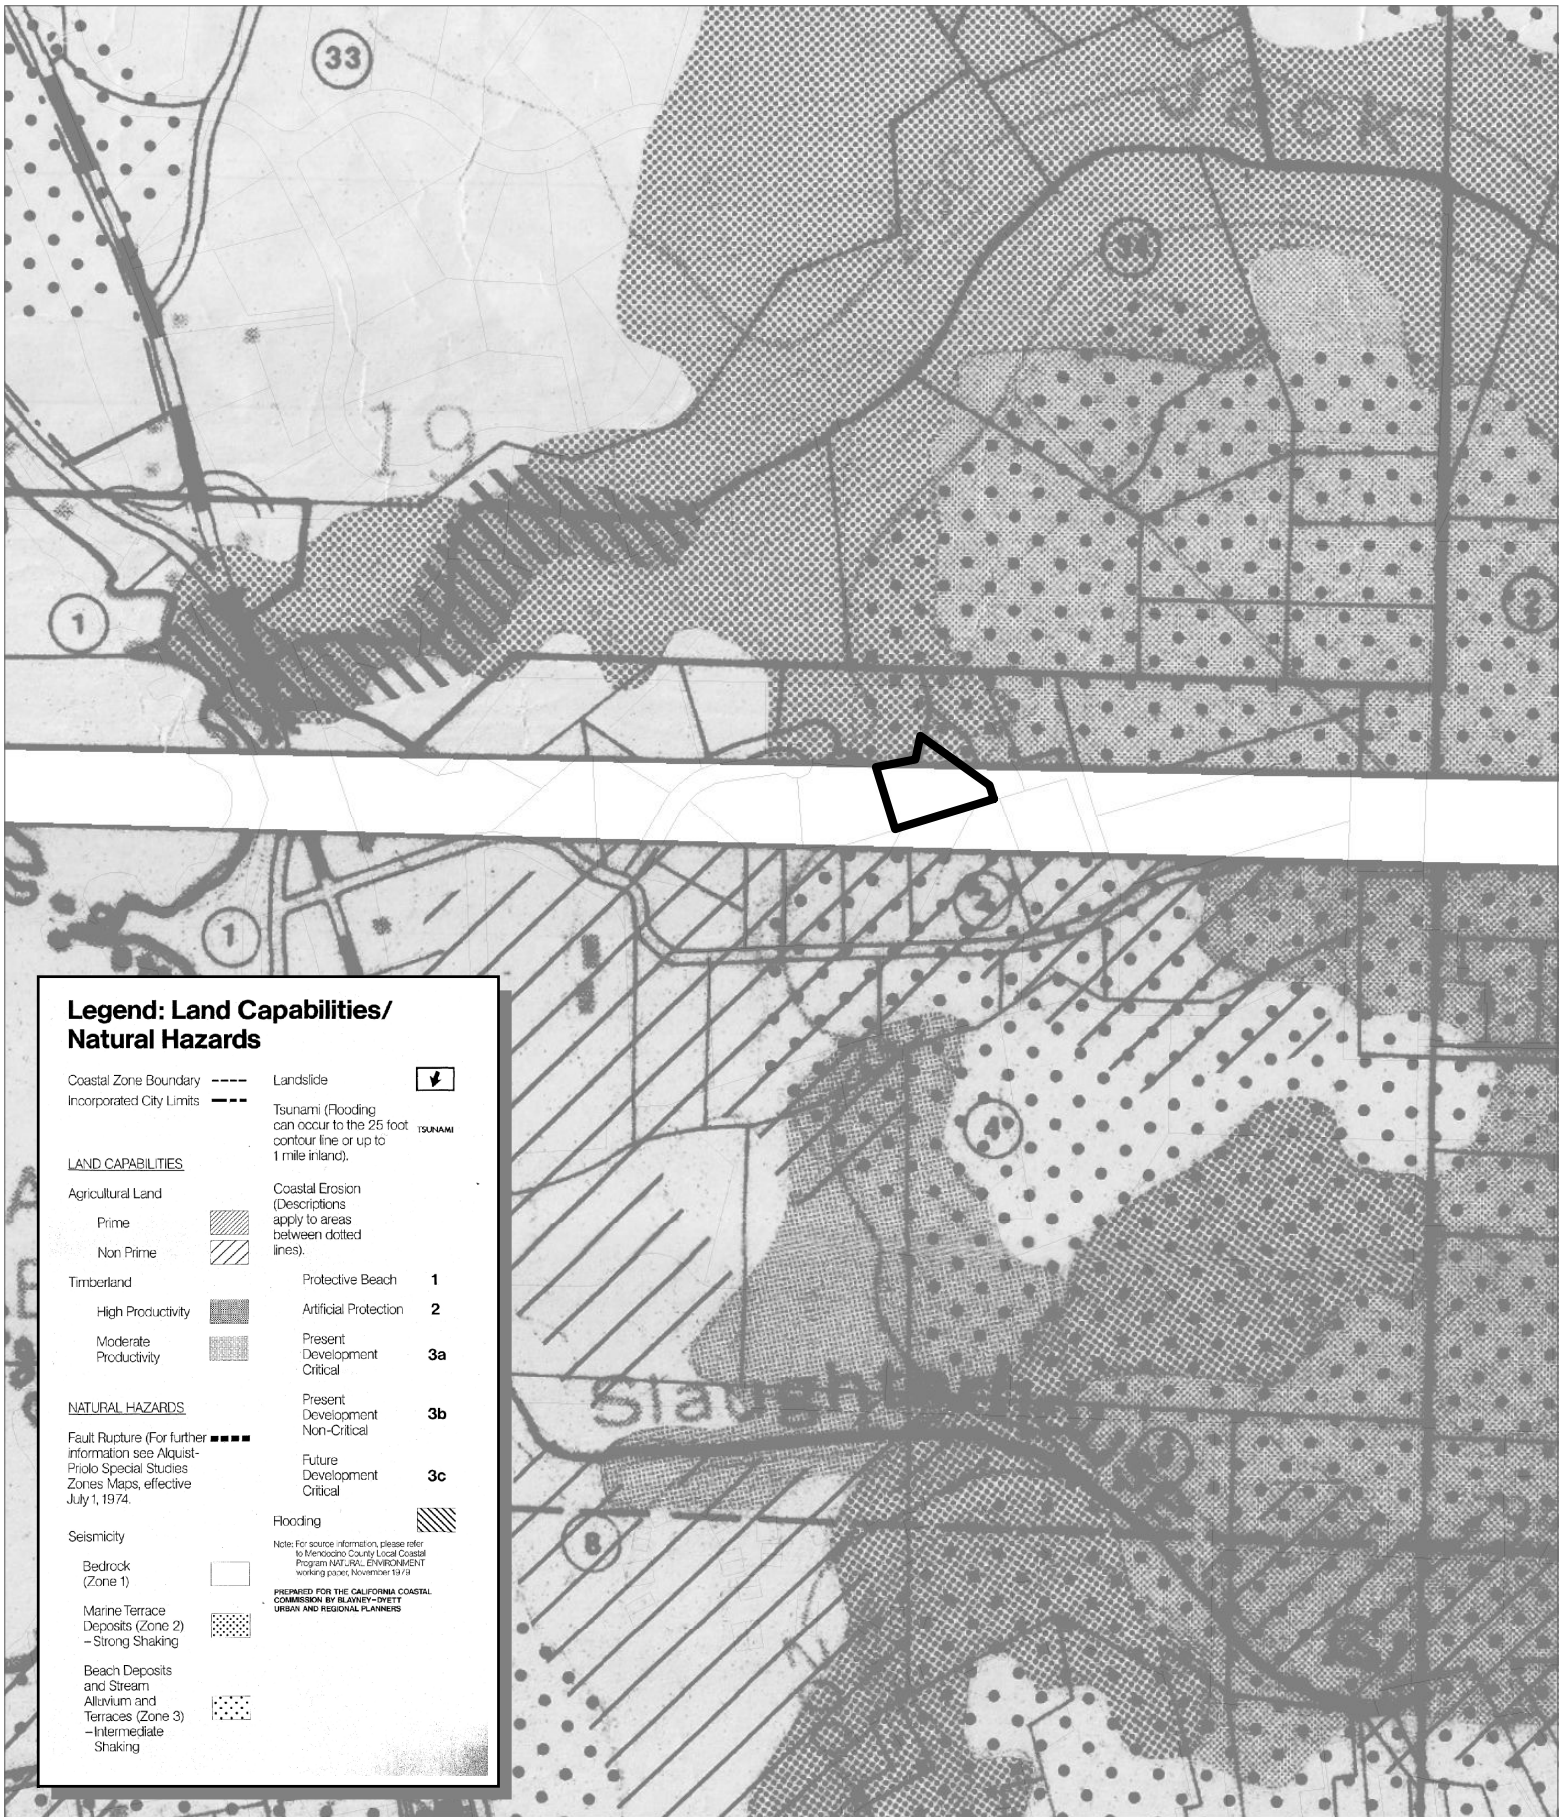 33
Jack
34
19
1
2
2
1
4
Slaughterhouse
6
Legend: Land Capabilities/
Natural Hazards
Coastal Zone Boundary
Incorporated City Limits
LAND CAPABILITIES
Agricultural Land
Prime
Non Prime
Timberland
High Productivity
Moderate
Productivity
NATURAL HAZARDS
Fault Rupture (For further
information see Alquist-
Priolo Special Studies
Zones Maps, effective
July 1, 1974.
Seismicity
Bedrock
(Zone 1)
Marine Terrace
Deposits (Zone 2)
–Strong Shaking
Beach Deposits
and Stream
Alluvium and
Terraces (Zone 3)
–Intermediate
Shaking
Landslide
Tsunami (Flooding
can occur to the 25 foot
contour line or up to
1 mile inland).
TSUNAMI
Coastal Erosion
(Descriptions
apply to areas
between dotted
lines).
Protective Beach 1
Artificial Protection 2
Present
Development 3a
Critical
Present
Development 3b
Non-Critical
Future
Development 3c
Critical
Flooding
Note: For source information, please refer
to Mendocino County Local Coastal
Program NATURAL ENVIRONMENT
working paper, November 1979
PREPARED FOR THE CALIFORNIA COASTAL
COMMISSION BY BLAYNEY-DYETT
URBAN AND REGIONAL PLANNERS